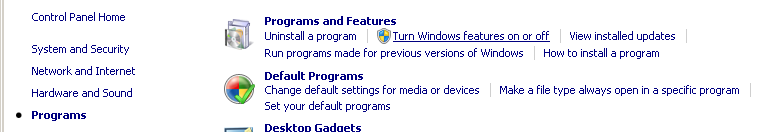 Control Panel Home
System and Security
Network and Internet
Hardware and Sound
Programs
Programs and Features
Uninstall a program Turn Windows features on or off View installed updates
Run programs made for previous versions of Windows How to install a program
Default Programs
Change default settings for media or devices Make a file type always open in a specific program
Set your default programs
Desktop Gadgets